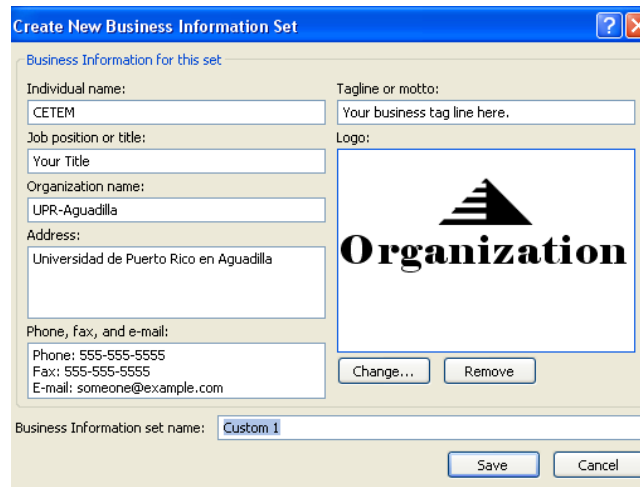 Create New Business Information Set
Business Information for this set
Individual name:
CETEM
Job position or title:
Your Title
Organization name:
UPR-Aguadilla
Address:
Universidad de Puerto Rico en Aguadilla
Phone, fax, and e-mail:
Phone: 555-555-5555
Fax: 555-555-5555
E-mail: someone@example.com
Tagline or motto:
Your business tag line here.
Logo:
Organization
Change... Remove
Business Information set name: Custom 1
Save Cancel